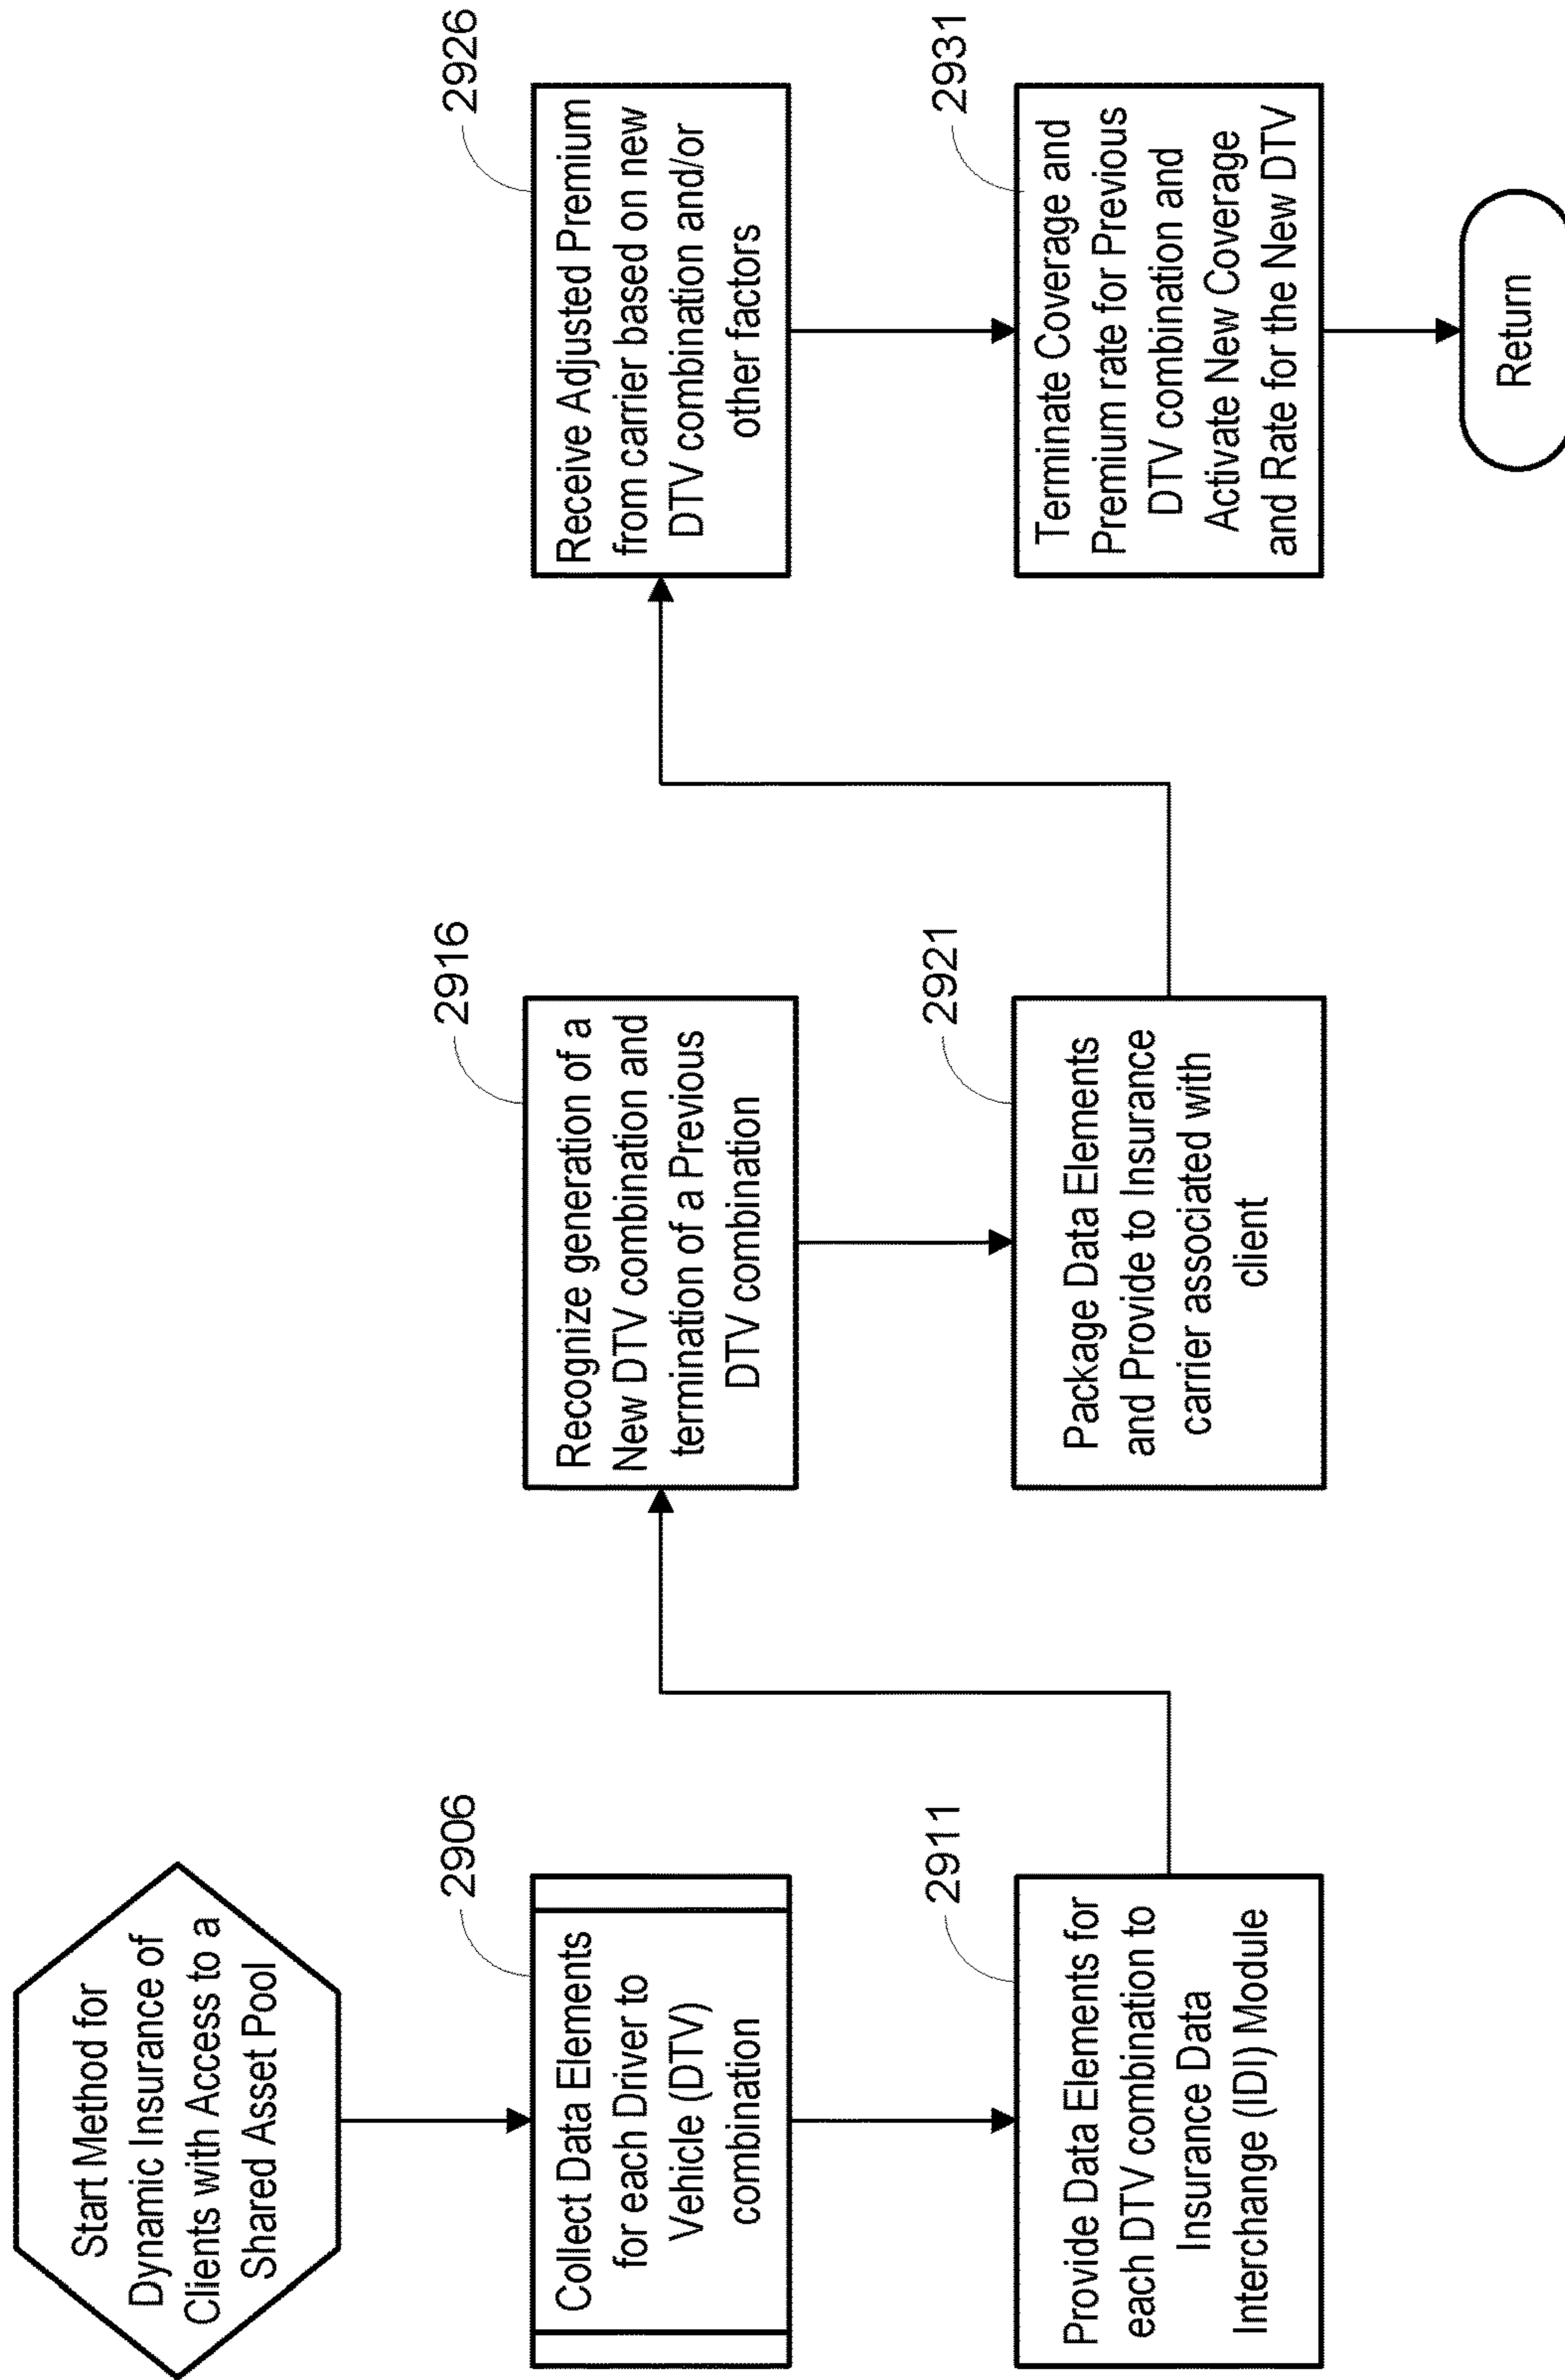 Start Method for
Dynamic Insurance of
Clients with Access to a
Shared Asset Pool
2906
Collect Data Elements
for each Driver to
Vehicle (DTV)
combination
2911
Provide Data Elements for
each DTV combination to
Insurance Data
Interchange (IDI) Module
2916
Recognize generation of a
New DTV combination and
termination of a Previous
DTV combination
2921
Package Data Elements
and Provide to Insurance
carrier associated with
client
2926
Receive Adjusted Premium
from carrier based on new
DTV combination and/or
other factors
2931
Terminate Coverage and
Premium rate for Previous
DTV combination and
Activate New Coverage
and Rate for the New DTV
Return